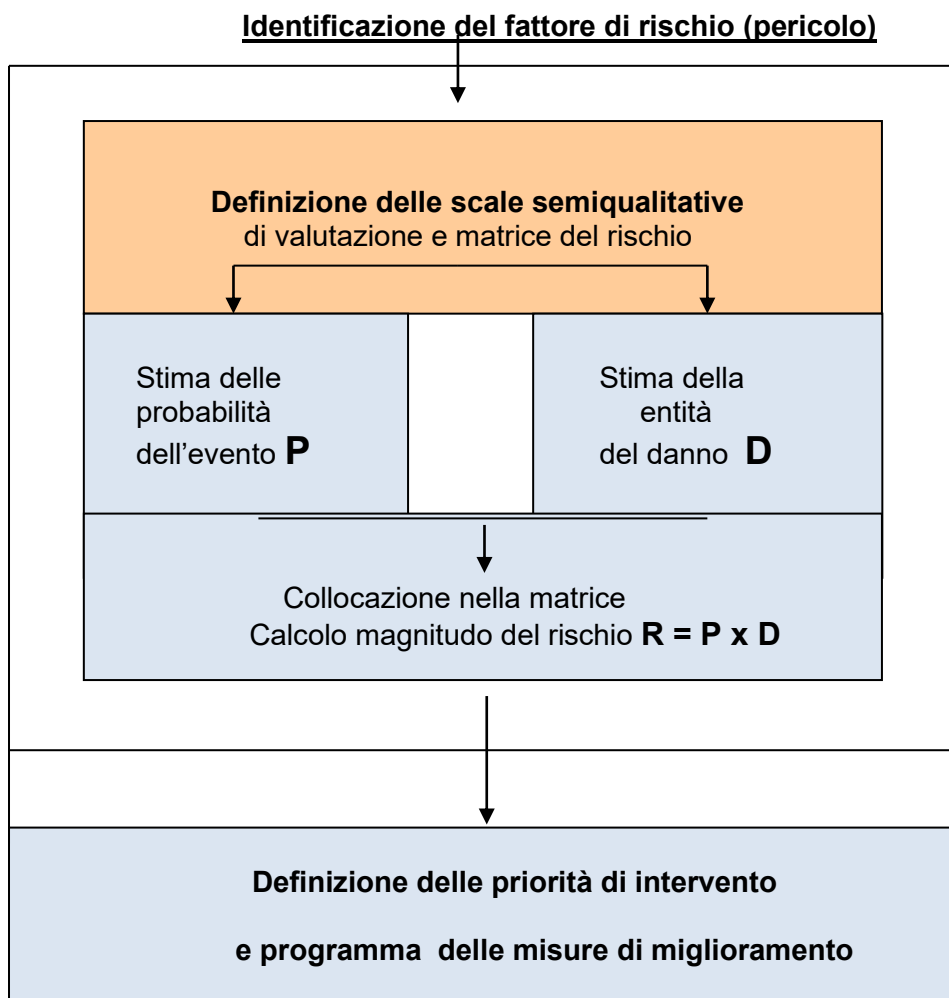 Identificazione del fattore di rischio (pericolo)
Definizione delle scale semiqualitative
di valutazione e matrice del rischio
Stima delle
probabilità
dell'evento P
Stima della
entità
del danno D
Collocazione nella matrice
Calcolo magnitudo del rischio R = P x D
Definizione delle priorità di intervento
e programma delle misure di miglioramento